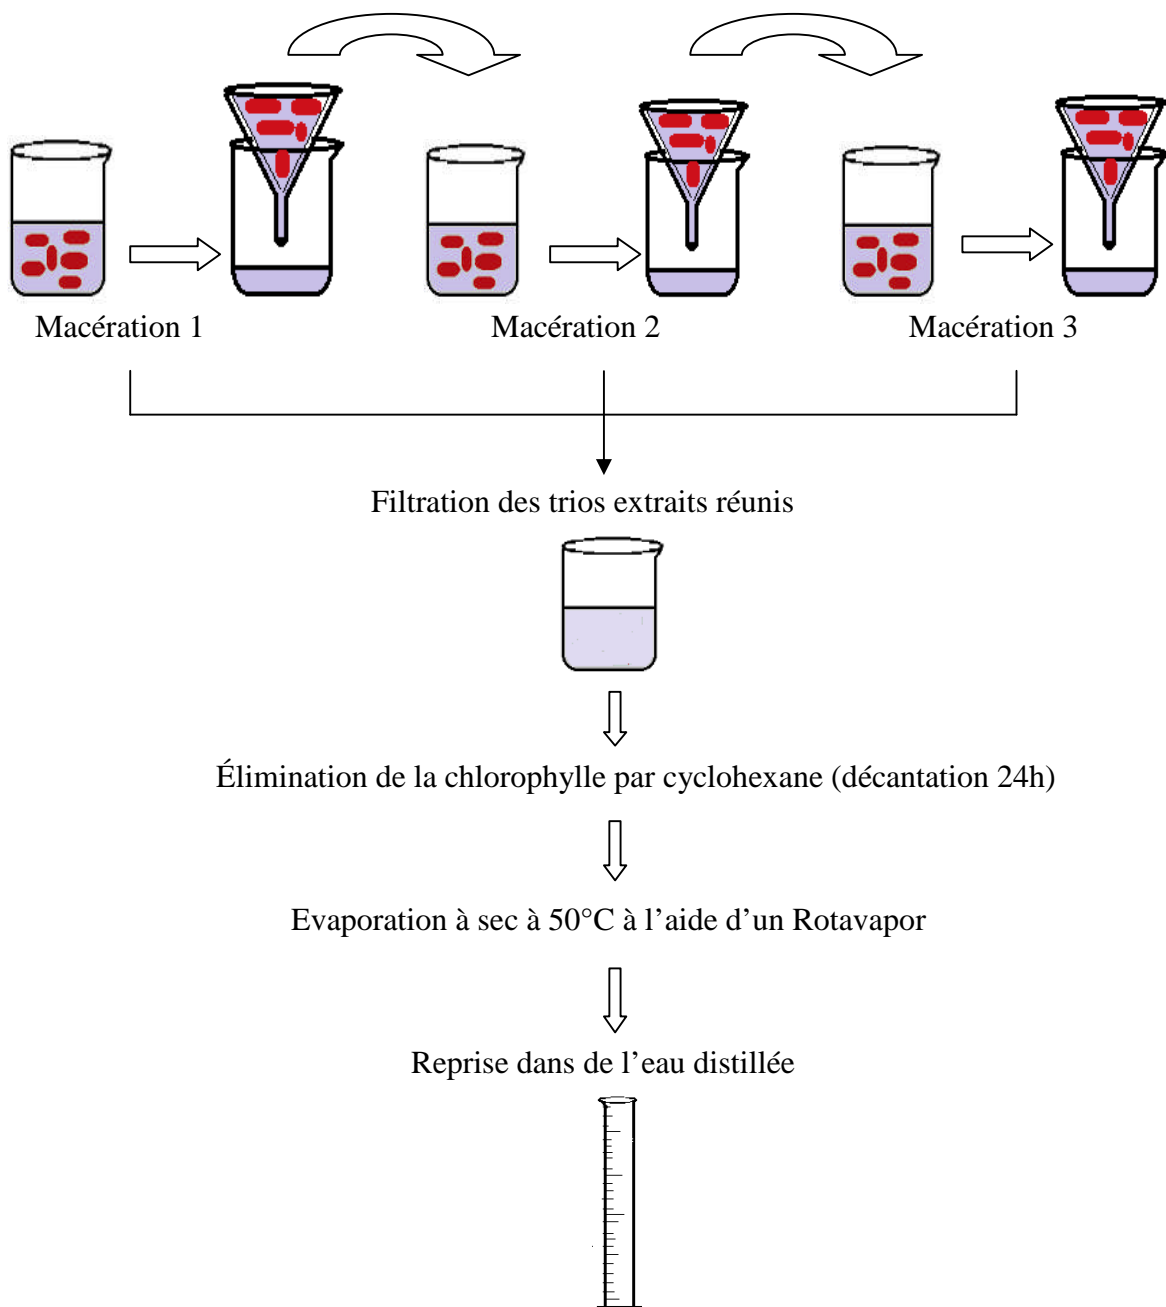 Macération 1
Macération 2
Macération 3
Filtration des trios extraits réunis
Élimination de la chlorophylle par cyclohexane (décantation 24h)
Evaporation à sec à 50°C à l’aide d’un Rotavapor
Reprise dans de l’eau distillée